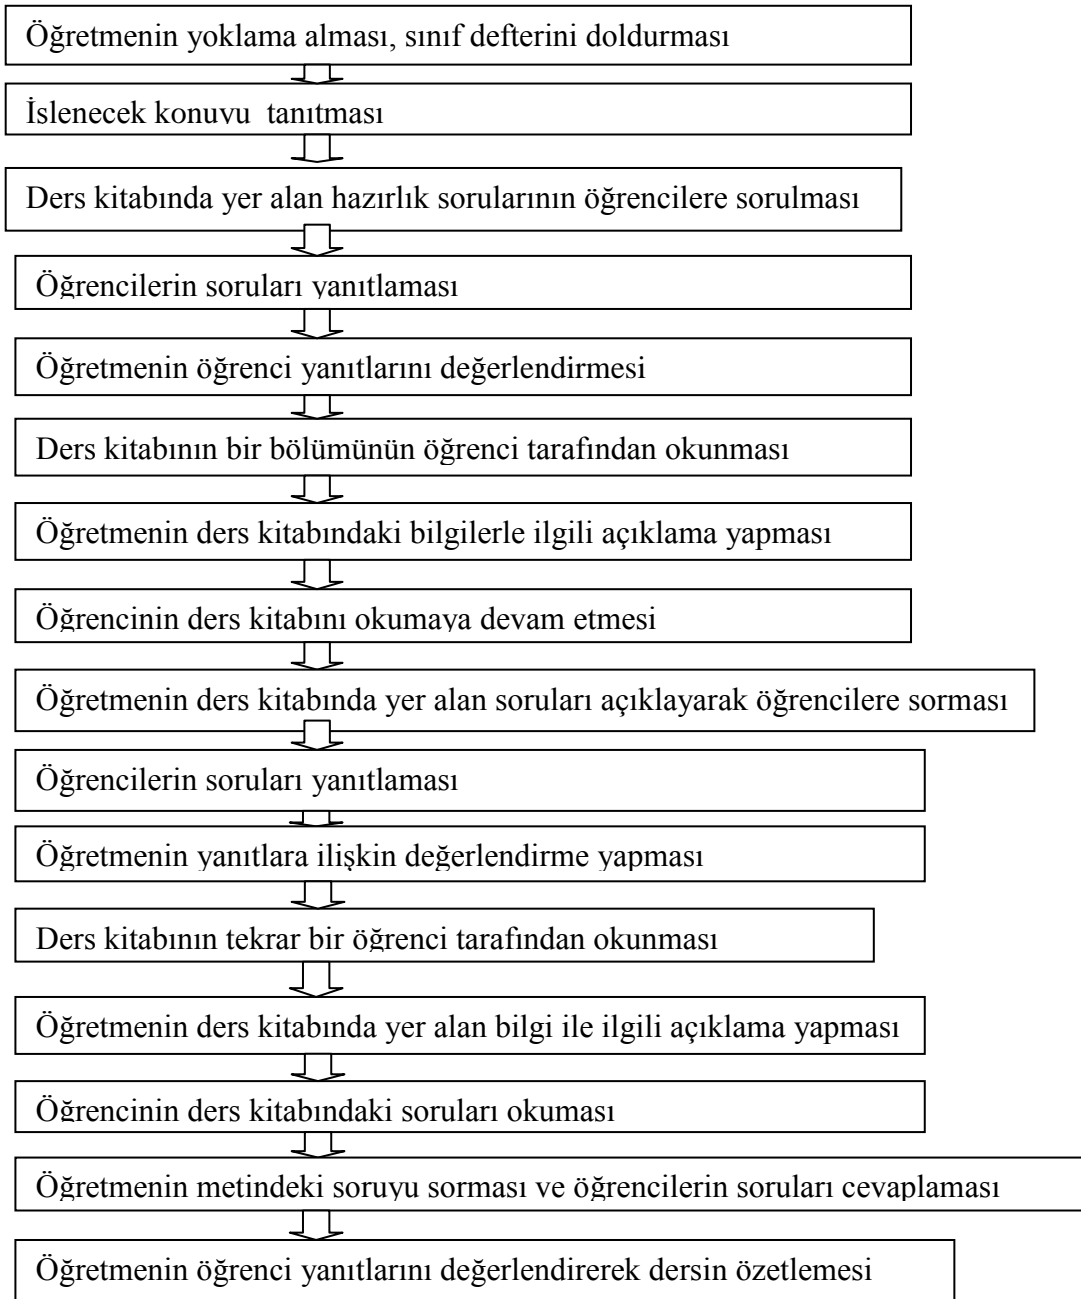 Öğretmenin yoklama alması, sınıf defterini doldurması
İşlenecek konuyu tanıtması
Ders kitabında yer alan hazırlık sorularının öğrencilere sorulması
Öğrencilerin soruları yanıtlaması
Öğretmenin öğrenci yanıtlarını değerlendirmesi
Ders kitabının bir bölümünün öğrenci tarafından okunması
Öğretmenin ders kitabındaki bilgilerle ilgili açıklama yapması
Öğrencinin ders kitabını okumaya devam etmesi
Öğretmenin ders kitabında yer alan soruları açıklayarak öğrencilere sorması
Öğrencilerin soruları yanıtlaması
Öğretmenin yanıtlara ilişkin değerlendirme yapması
Ders kitabının tekrar bir öğrenci tarafından okunması
Öğretmenin ders kitabında yer alan bilgi ile ilgili açıklama yapması
Öğrencinin ders kitabındaki soruları okuması
Öğretmenin metindeki soruyu sorması ve öğrencilerin soruları cevaplaması
Öğretmenin öğrenci yanıtlarını değerlendirerek dersin özetlemesi